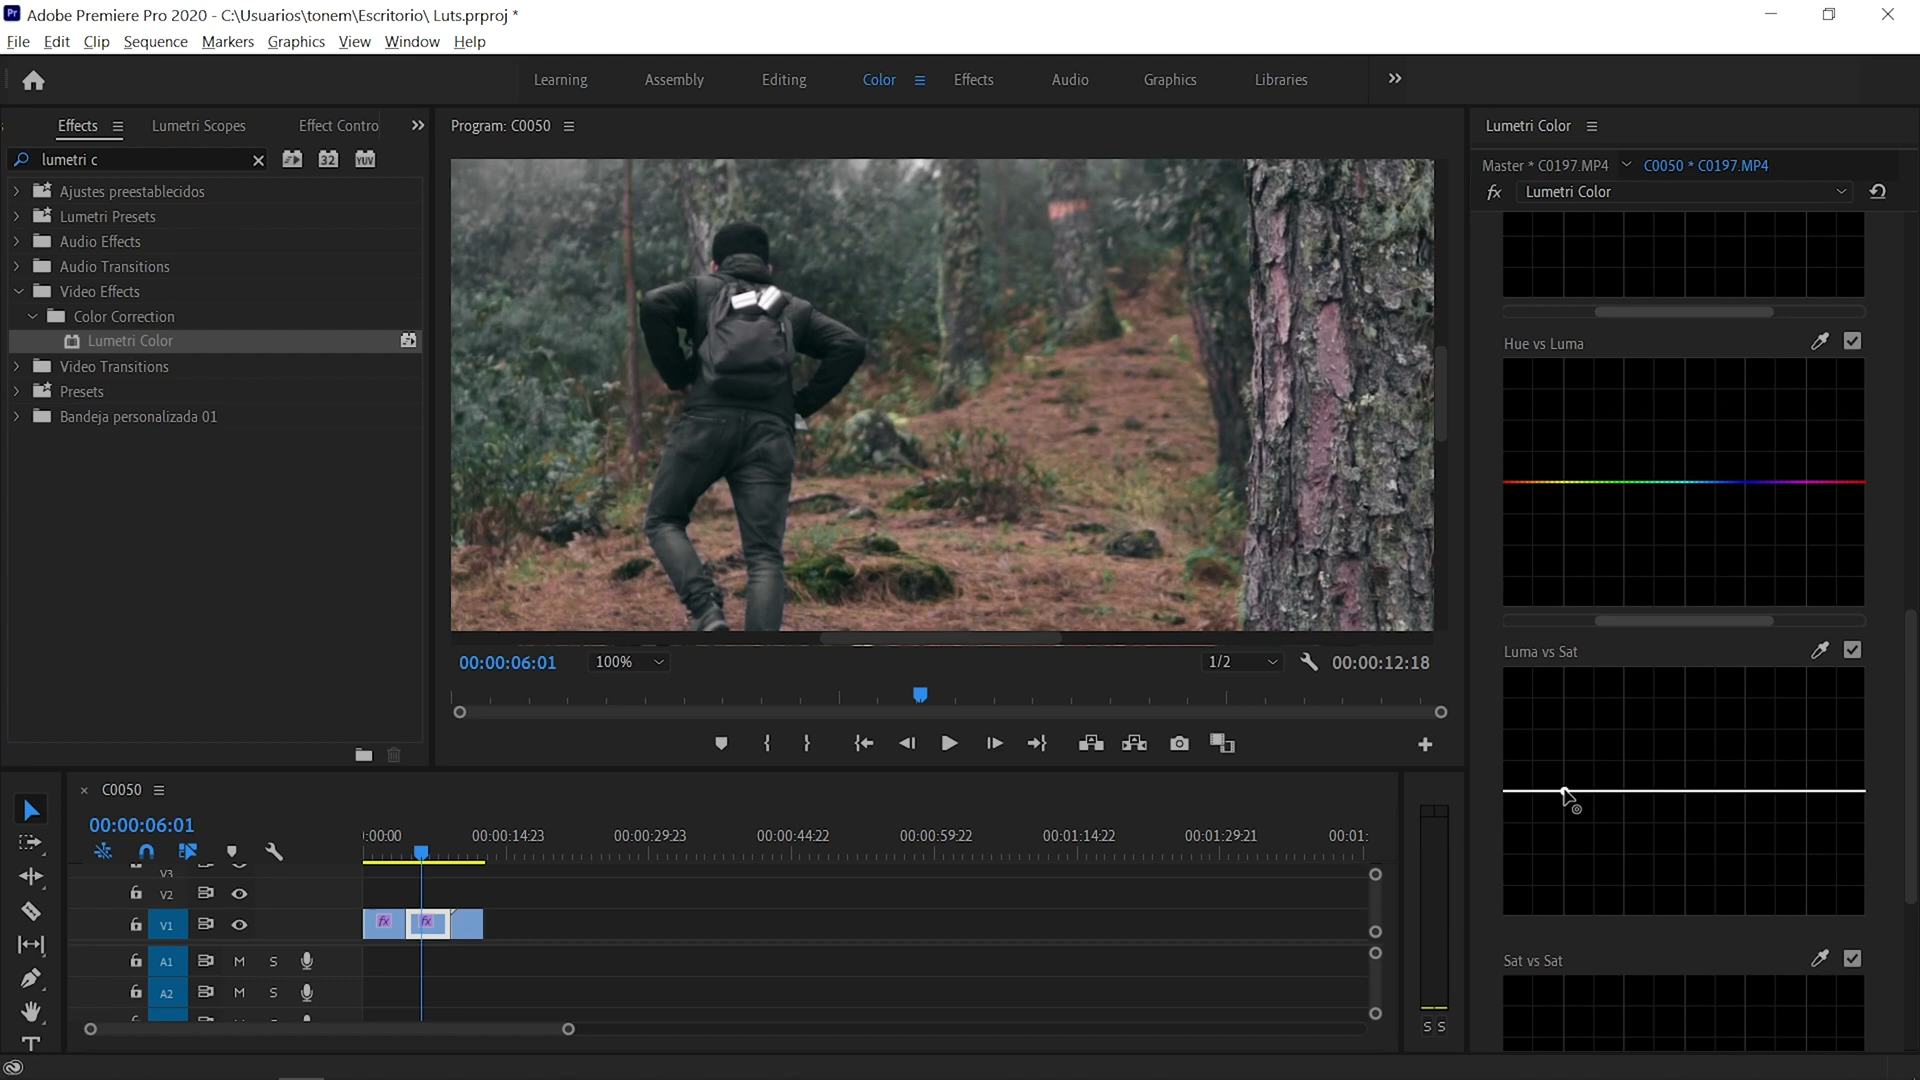 Adobe Premiere Pro 2020 - C:\Usuarios\tonem\Escritorio\ Luts.prproj *
File Edit Clip Sequence Markers Graphics View Window Help
Learning Assembly Editing Color Effects Audio Graphics Libraries
Effects Lumetri Scopes Effect Contro
Program: C0050
Lumetri Color
lumetri c
32
YUV
Master * C0197.MP4 C0050 * C0197.MP4
fx Lumetri Color
Ajustes preestablecidos
Lumetri Presets
Audio Effects
Audio Transitions
Video Effects
Color Correction
Lumetri Color
Video Transitions
Presets
Bandeja personalizada 01
Hue vs Luma
Luma vs Sat
Sat vs Sat
00:00:06:01 100% 1/2 00:00:12:18
C0050
00:00:06:01
:00:00 00:00:14:23 00:00:29:23 00:00:44:22 00:00:59:22 00:01:14:22 00:01:29:21 00:01:
V3
V2
V1 fx fx
A1 M S
A2 M S
S S